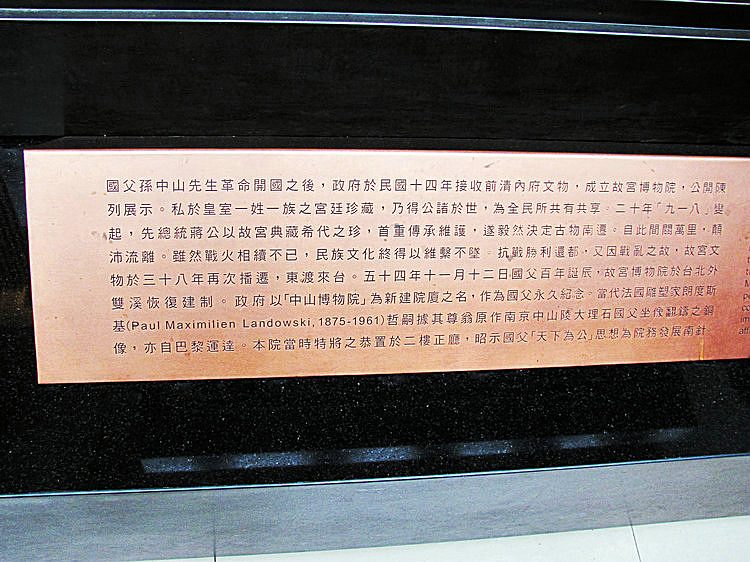 國父孫中山先生革命開國之後，政府於民國十四年接收前清內府文物，成立故宮博物院，公開陳
列展示。私於皇室一姓一族之宮廷珍藏，乃得公諸於世，為全民所共有共享。二十年「九一八」變
起，先總統蔣公以故宮典藏希代之珍，首重傳承維護，遂毅然決定古物南遷。自此間關萬里，顛
沛流離。雖然戰火相續不已，民族文化終得以維繫不墜。抗戰勝利還都，又因戰亂之故，故宮文
物於三十八年再次播遷，東渡來台。五十四年十一月十二日國父百年誕辰，故宮博物院於台北外
雙溪恢復建制。政府以「中山博物院」為新建院廈之名，作為國父永久紀念。當代法國雕塑家朗度斯
基(Paul Maximilien Landowski, 1875-1961)哲嗣據其尊翁原作南京中山陵大理石國父坐像翻鑄之銅
像，亦自巴黎運達。本院當時特將之恭置於二樓正廳，昭示國父「天下為公」思想為院務發展南針。